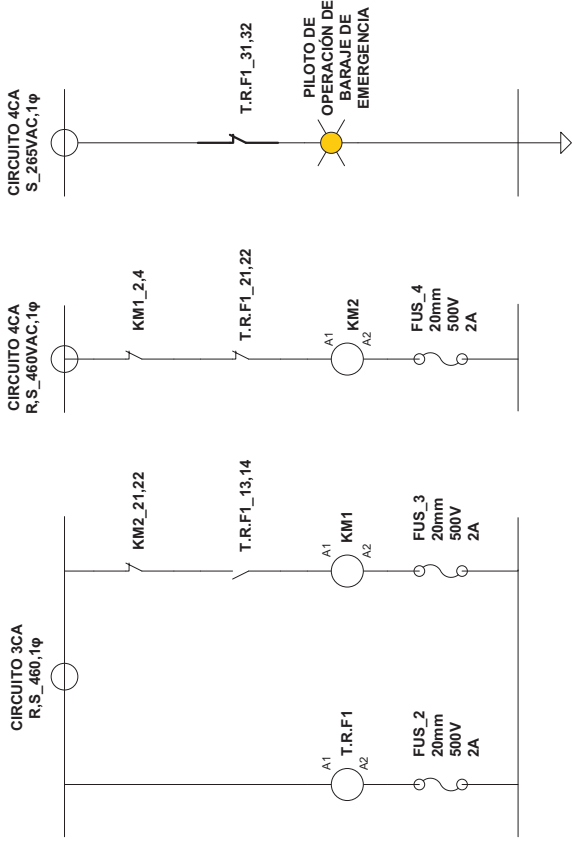 CIRCUITO 3CA
R,S_460,1φ
KM2_21,22
T.R.F1_13,14
A1
T.R.F1
A2
A1
KM1
A2
FUS_2
20mm
500V
2A
FUS_3
20mm
500V
2A
CIRCUITO 4CA
R,S_460VAC,1φ
KM1_2,4
T.R.F1_21,22
A1
KM2
A2
FUS_4
20mm
500V
2A
CIRCUITO 4CA
S_265VAC,1φ
T.R.F1_31,32
PILOTO DE
OPERACIÓN DE
BARAJE DE
EMERGENCIA